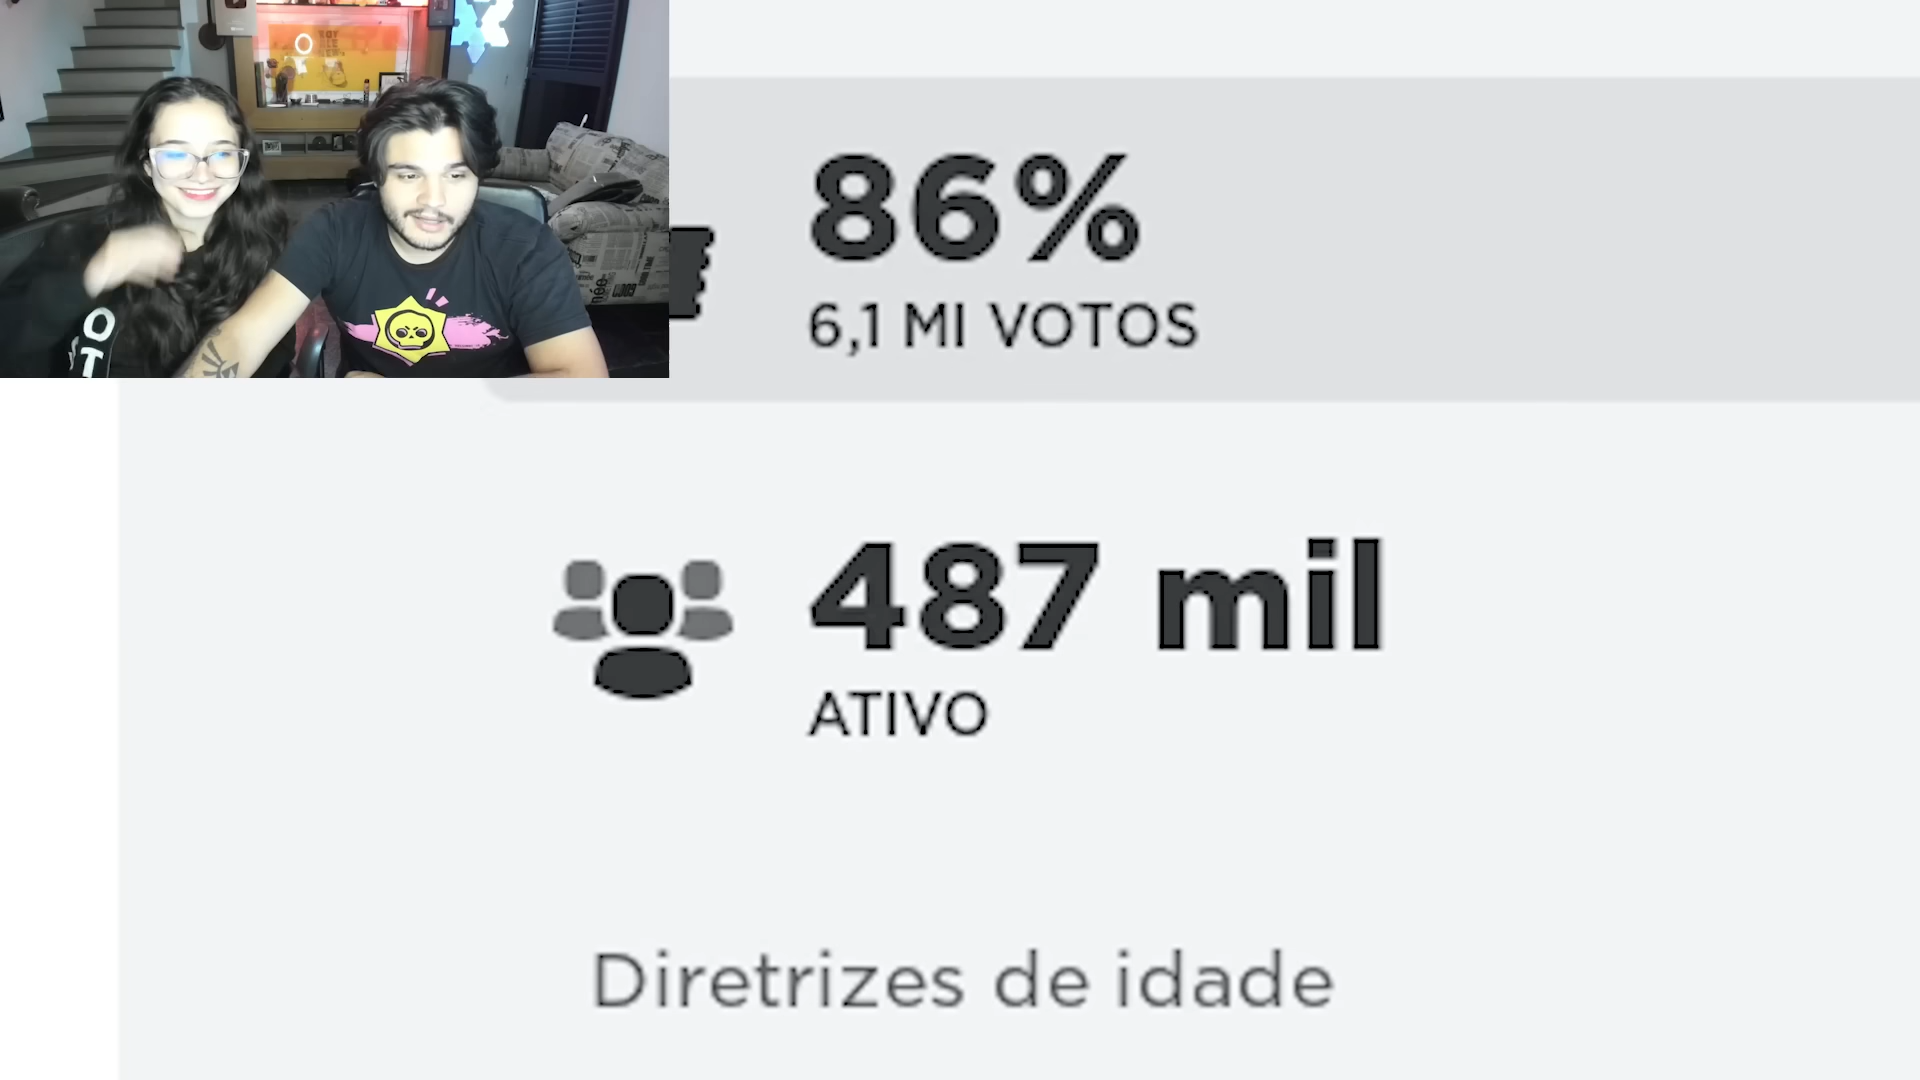 86%
6,1 MI VOTOS
487 mil
ATIVO
Diretrizes de idade